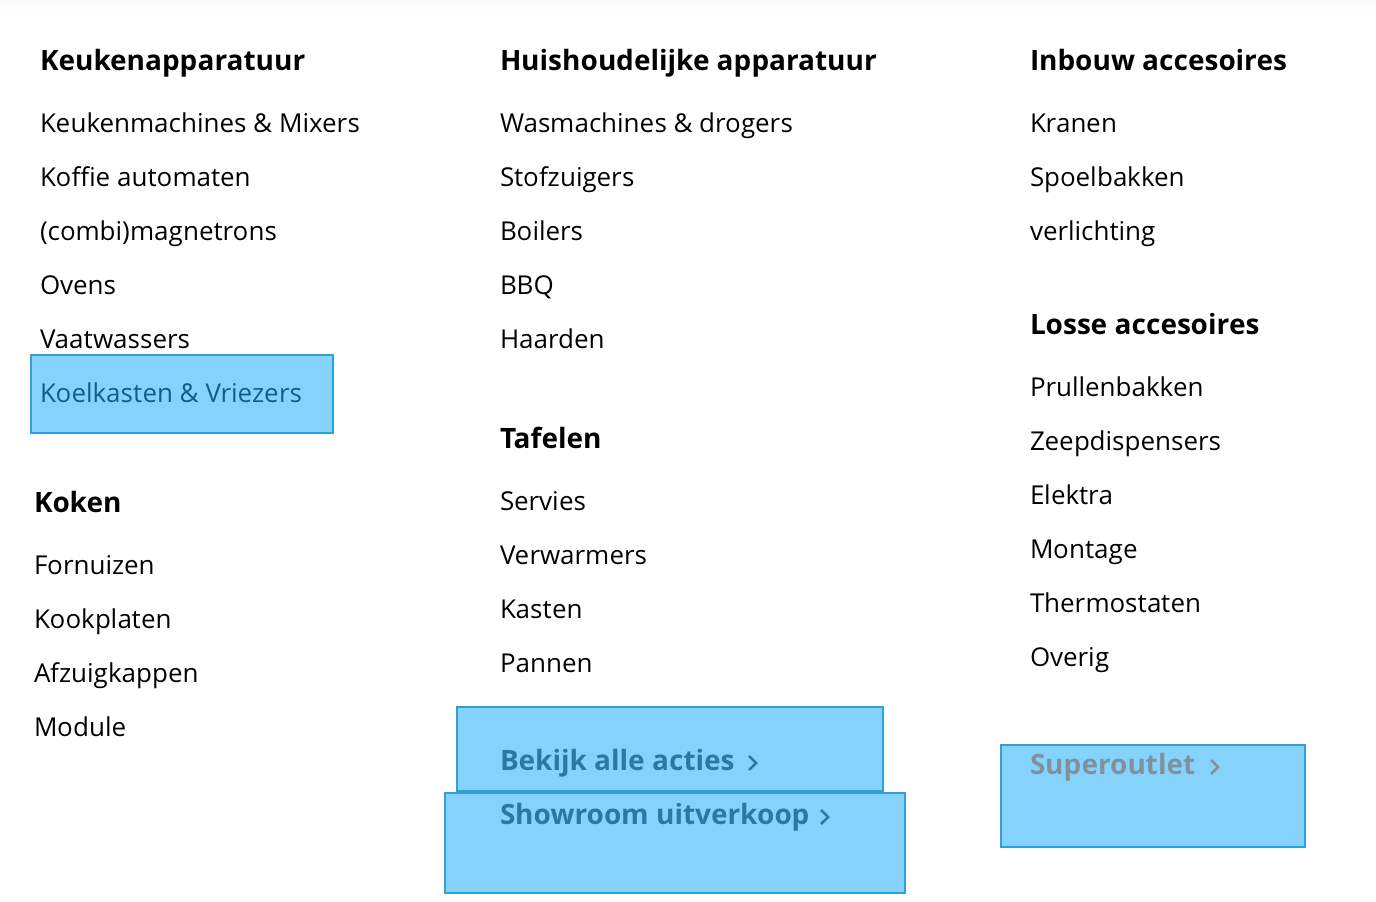 Keukenapparatuur
Keukenmachines & Mixers
Koffie automaten
(combi)magnetrons
Ovens
Vaatwassers
Koelkasten & Vriezers
Koken
Fornuizen
Kookplaten
Afzuigkappen
Module
Huishoudelijke apparatuur
Wasmachines & drogers
Stofzuigers
Boilers
BBQ
Haarden
Tafelen
Servies
Verwarmers
Kasten
Pannen
Bekijk alle acties >
Showroom uitverkoop >
Inbouw accesoires
Kranen
Spoelbakken
verlichting
Losse accesoires
Prullenbakken
Zeepdispensers
Elektra
Montage
Thermostaten
Overig
Superoutlet >